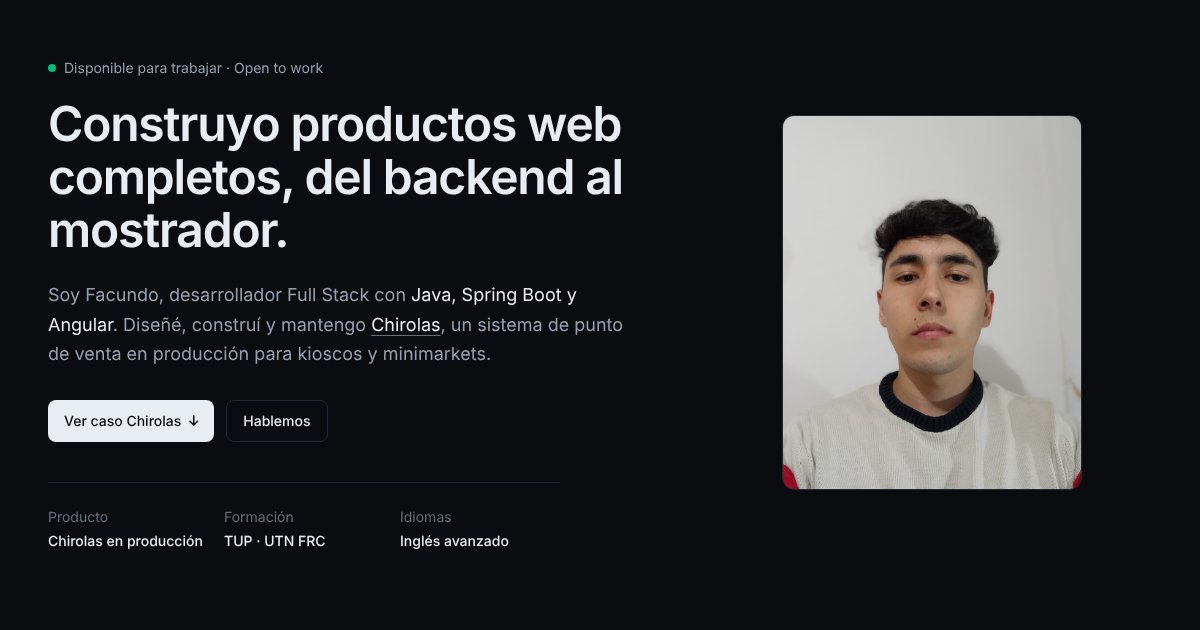 Disponible para trabajar · Open to work
Construyo productos web
completos, del backend al
mostrador.
Soy Facundo, desarrollador Full Stack con Java, Spring Boot y
Angular. Diseñé, construí y mantengo Chirolas, un sistema de punto
de venta en producción para kioscos y minimarkets.
Ver caso Chirolas ↓
Hablemos
Producto
Chirolas en producción
Formación
TUP · UTN FRC
Idiomas
Inglés avanzado